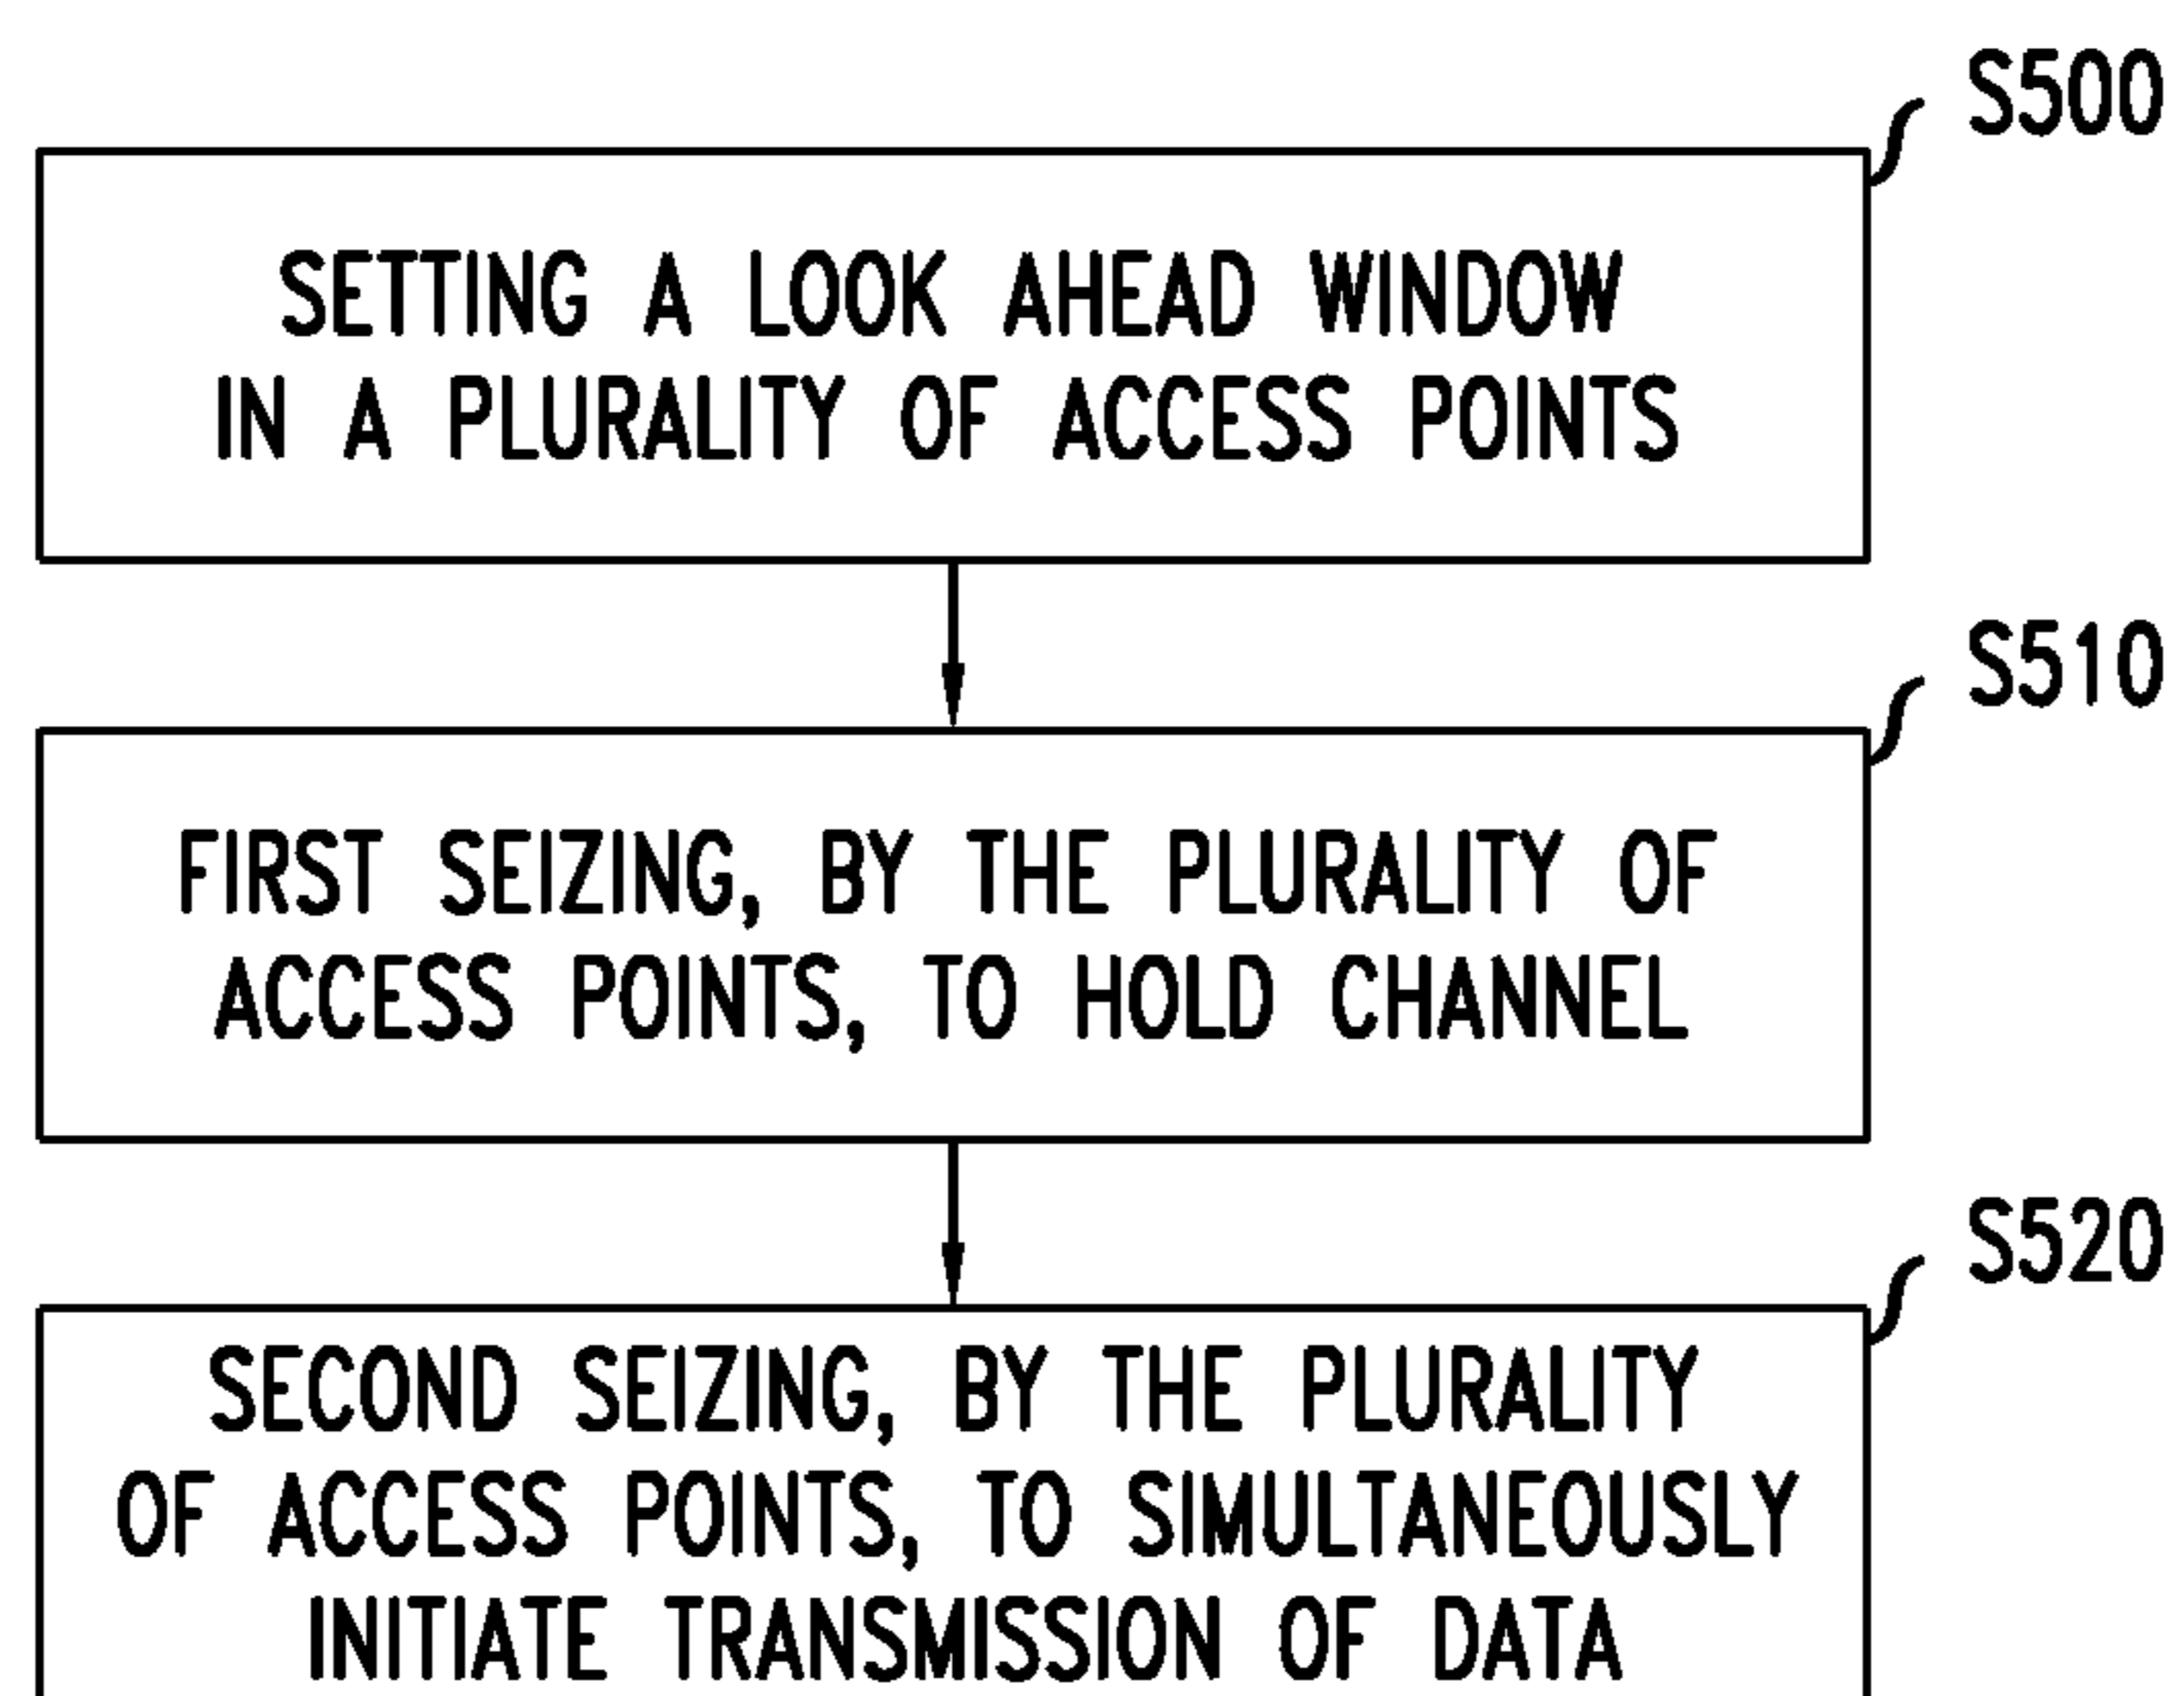 S500
SETTING A LOOK AHEAD WINDOW
IN A PLURALITY OF ACCESS POINTS
S510
FIRST SEIZING, BY THE PLURALITY OF
ACCESS POINTS, TO HOLD CHANNEL
S520
SECOND SEIZING, BY THE PLURALITY
OF ACCESS POINTS, TO SIMULTANEOUSLY
INITIATE TRANSMISSION OF DATA